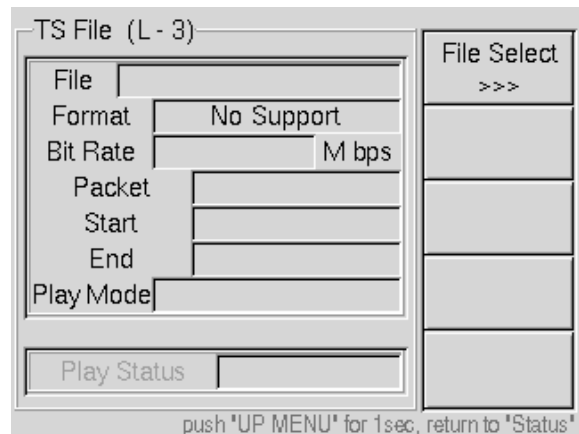 TS File (L - 3)
File
Format No Support
Bit Rate M bps
Packet
Start
End
Play Mode
Play Status
File Select
>>>
push "UP MENU" for 1sec, return to "Status"